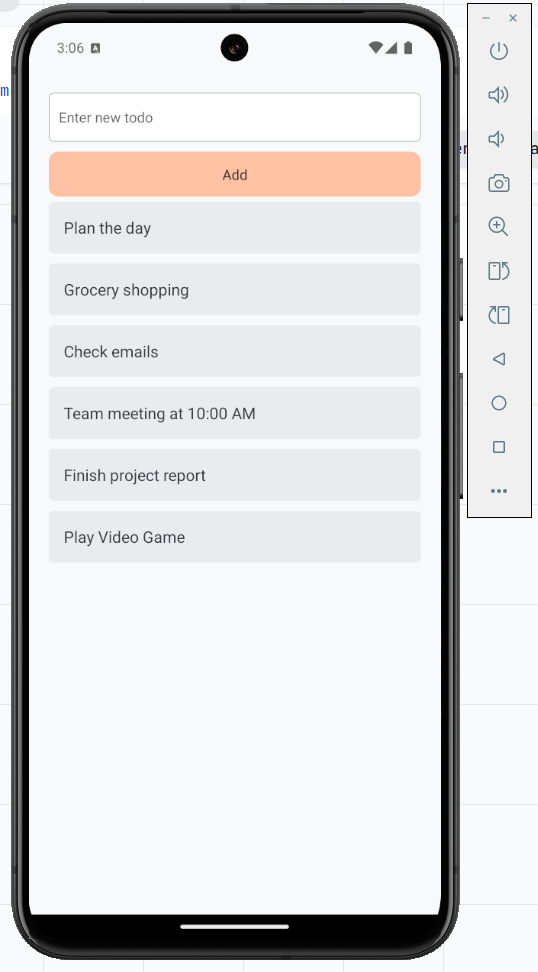 3:06
Enter new todo
Add
Plan the day
Grocery shopping
Check emails
Team meeting at 10:00 AM
Finish project report
Play Video Game